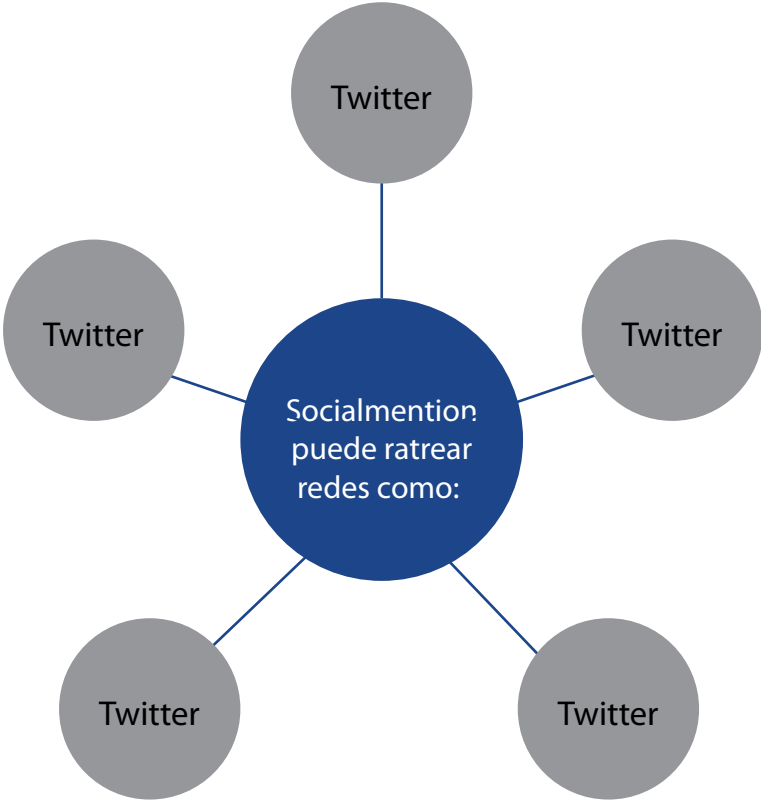 Twitter
Twitter
Twitter
Socialmention
puede ratrear
redes como:
Twitter
Twitter